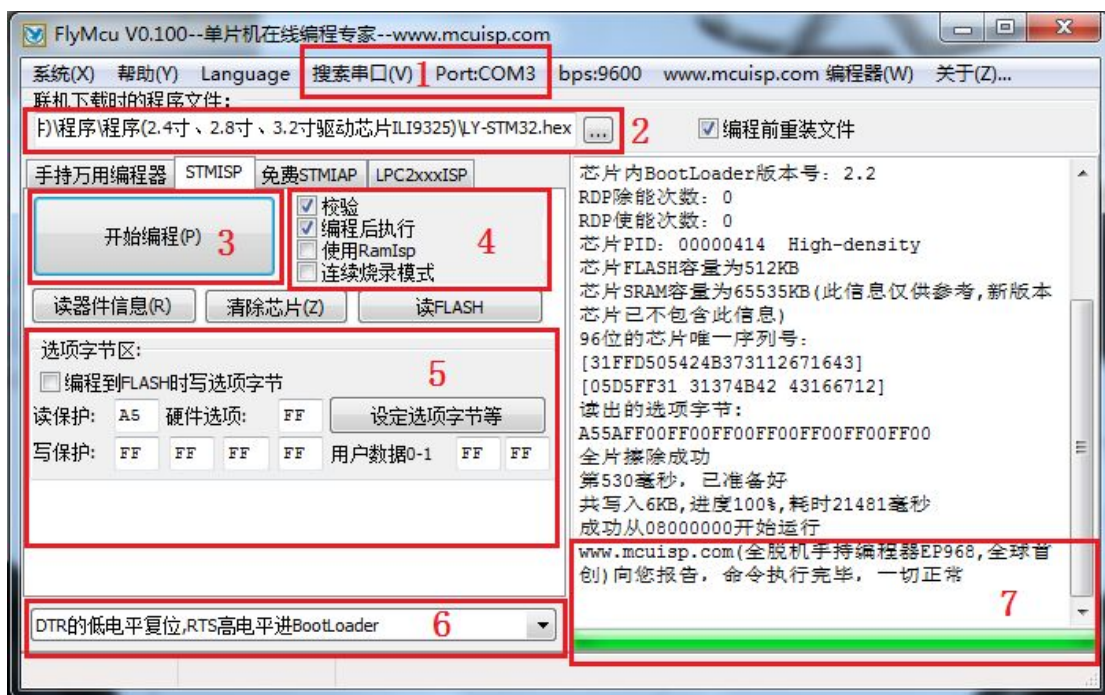 FlyMcu V0.100--单片机在线编程专家--www.mcuisp.com
系统(X) 帮助(Y) Language 搜索串口(V) 1 Port:COM3 bps:9600 www.mcuisp.com 编程器(W) 关于(Z)...
联机下载时的程序文件:
F)\程序\程序(2.4寸、2.8寸、3.2寸驱动芯片ILI9325)\LY-STM32.hex ... 2 编程前重装文件
手持万用编程器 STMISP 免费STMIAP LPC2xxxISP
开始编程(P) 3
校验
编程后执行
使用RamIsp
连续烧录模式
4
读器件信息(R) 清除芯片(Z) 读FLASH
选项字节区:
编程到FLASH时写选项字节 5
读保护: A5 硬件选项: FF 设定选项字节等
写保护: FF FF FF FF 用户数据0-1 FF FF
DTR的低电平复位,RTS高电平进BootLoader 6
芯片内BootLoader版本号: 2.2
RDP除能次数: 0
RDP使能次数: 0
芯片PID: 00000414 High-density
芯片FLASH容量为512KB
芯片SRAM容量为65535KB(此信息仅供参考,新版本
芯片已不包含此信息)
96位的芯片唯一序列号:
[31FFD505424B373112671643]
[05D5FF31 31374B42 43166712]
读出的选项字节:
A55AFF00FF00FF00FF00FF00FF00FF00
全片擦除成功
第530毫秒, 已准备好
共写入6KB,进度100%,耗时21481毫秒
成功从08000000开始运行
www.mcuisp.com(全脱机手持编程器EP968,全球首
创)向您报告, 命令执行完毕, 一切正常
7